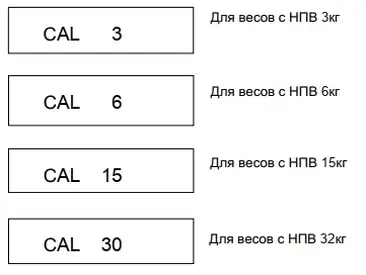 CAL 3 Для весов с НПВ 3кг
CAL 6 Для весов с НПВ 6кг
CAL 15 Для весов с НПВ 15кг
CAL 30 Для весов с НПВ 32кг